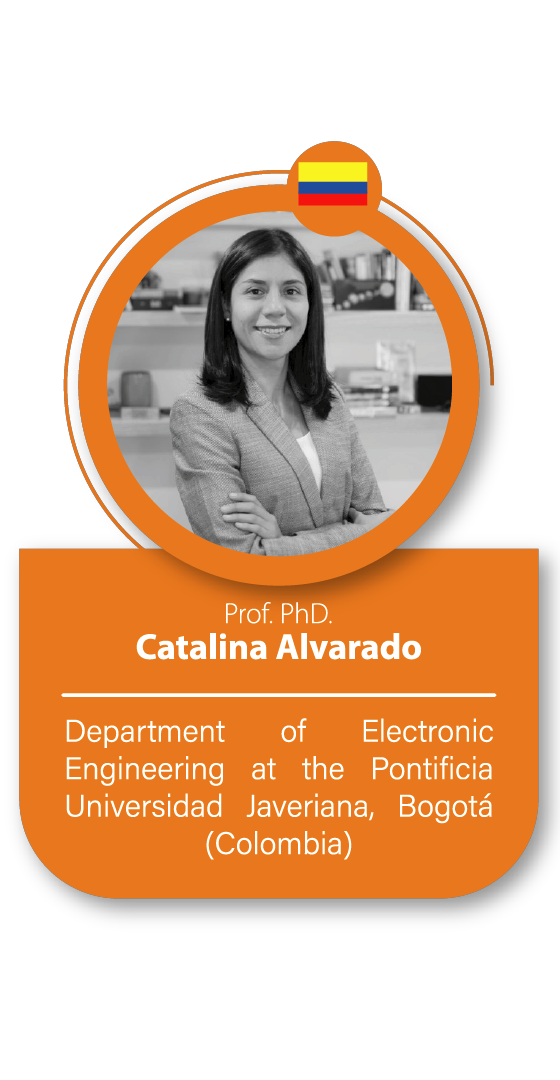 Prof. PhD.
Catalina Alvarado
Department of Electronic
Engineering at the Pontificia
Universidad Javeriana, Bogotá
(Colombia)